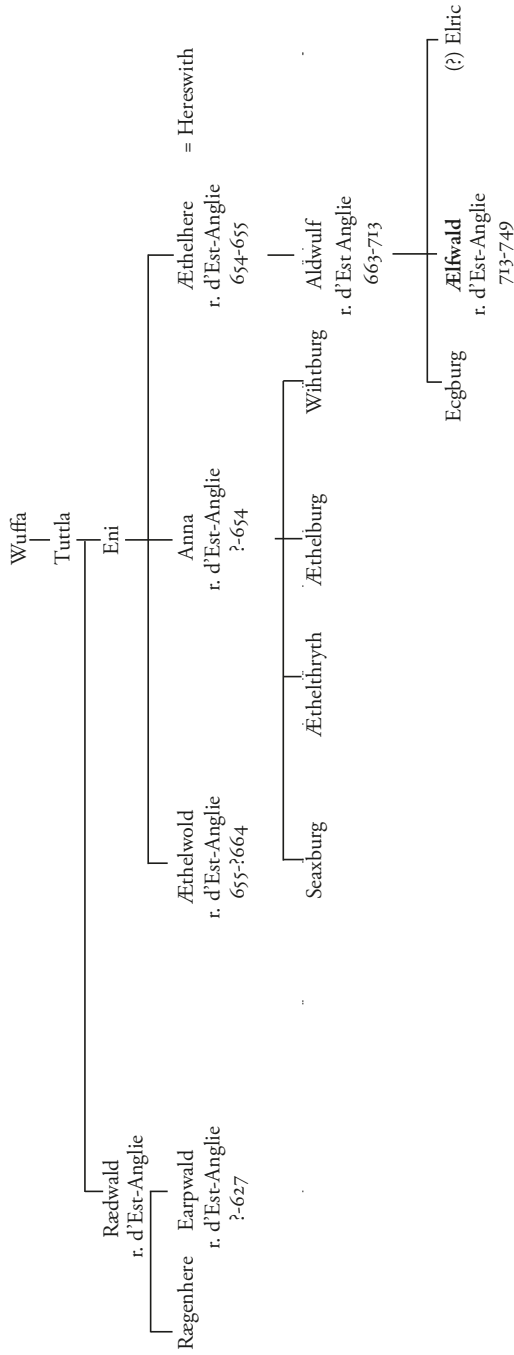 Wuffa
Tuttla
Rædwald
r. d'Est-Anglie
Eni
Rægenhere
Earpwald
r. d'Est-Anglie
?-627
Æthelwold
r. d'Est-Anglie
655-?664
Anna
r. d'Est-Anglie
?-654
Æthelhere
r. d'Est-Anglie
654-655
= Hereswith
Seaxburg
Æthelthryth
Æthelburg
Wihtburg
Aldwulf
r. d'Est Anglie
663-713
Ecgburg
Ælfwald
r. d'Est-Anglie
713-749
(?) Elric